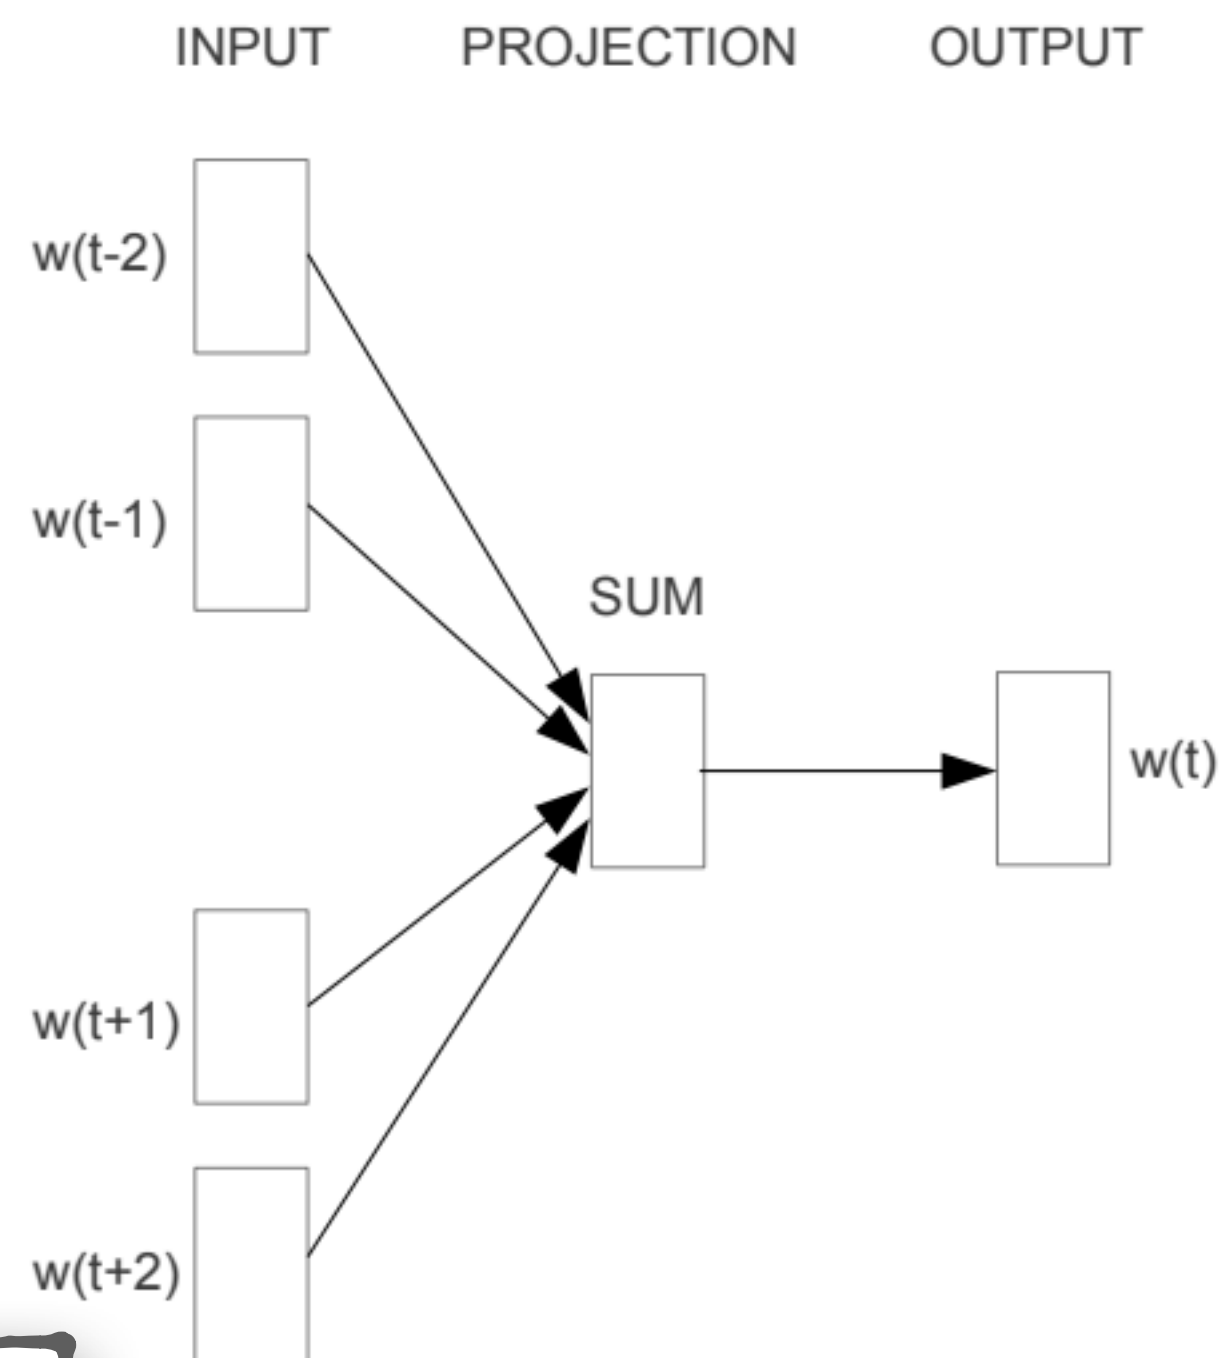 INPUT PROJECTION OUTPUT
w(t-2)
w(t-1)
SUM
w(t)
w(t+1)
w(t+2)